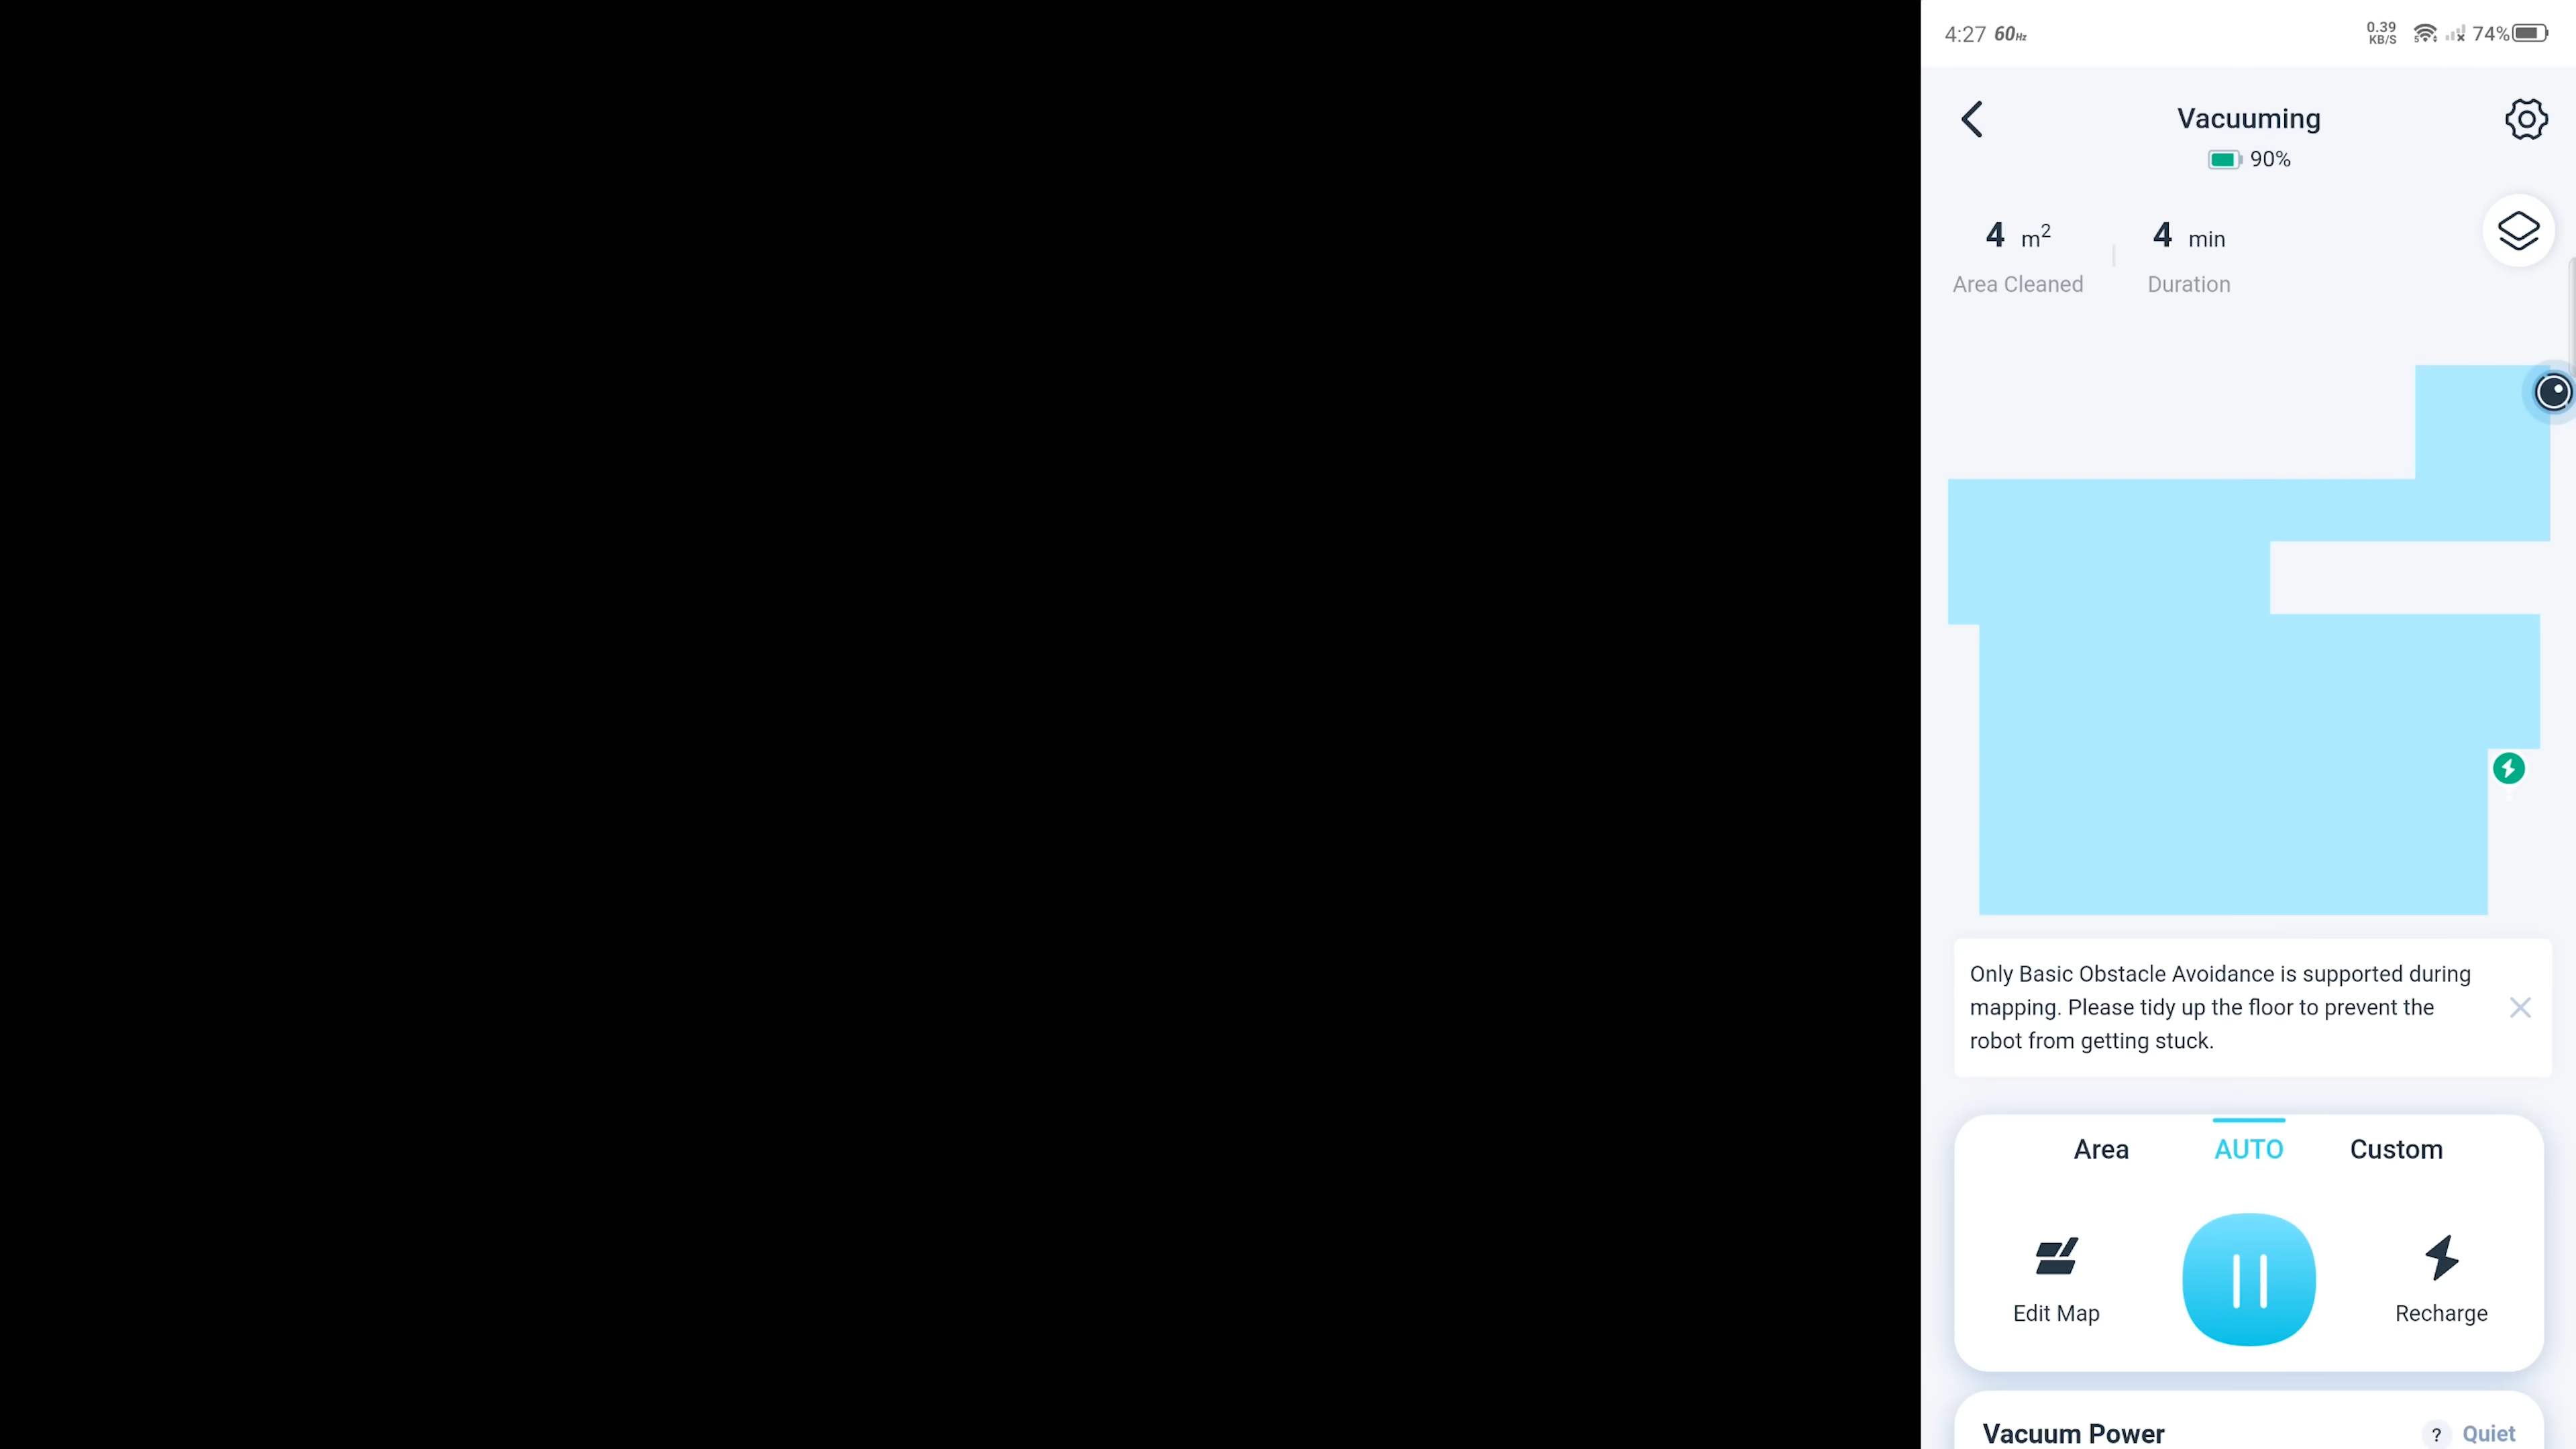 4:27 60Hz 0.39 KB/S 5 74%
Vacuuming
90%
4 m² 4 min
Area Cleaned Duration
Only Basic Obstacle Avoidance is supported during
mapping. Please tidy up the floor to prevent the
robot from getting stuck.
Area AUTO Custom
Edit Map Recharge
Vacuum Power ? Quiet